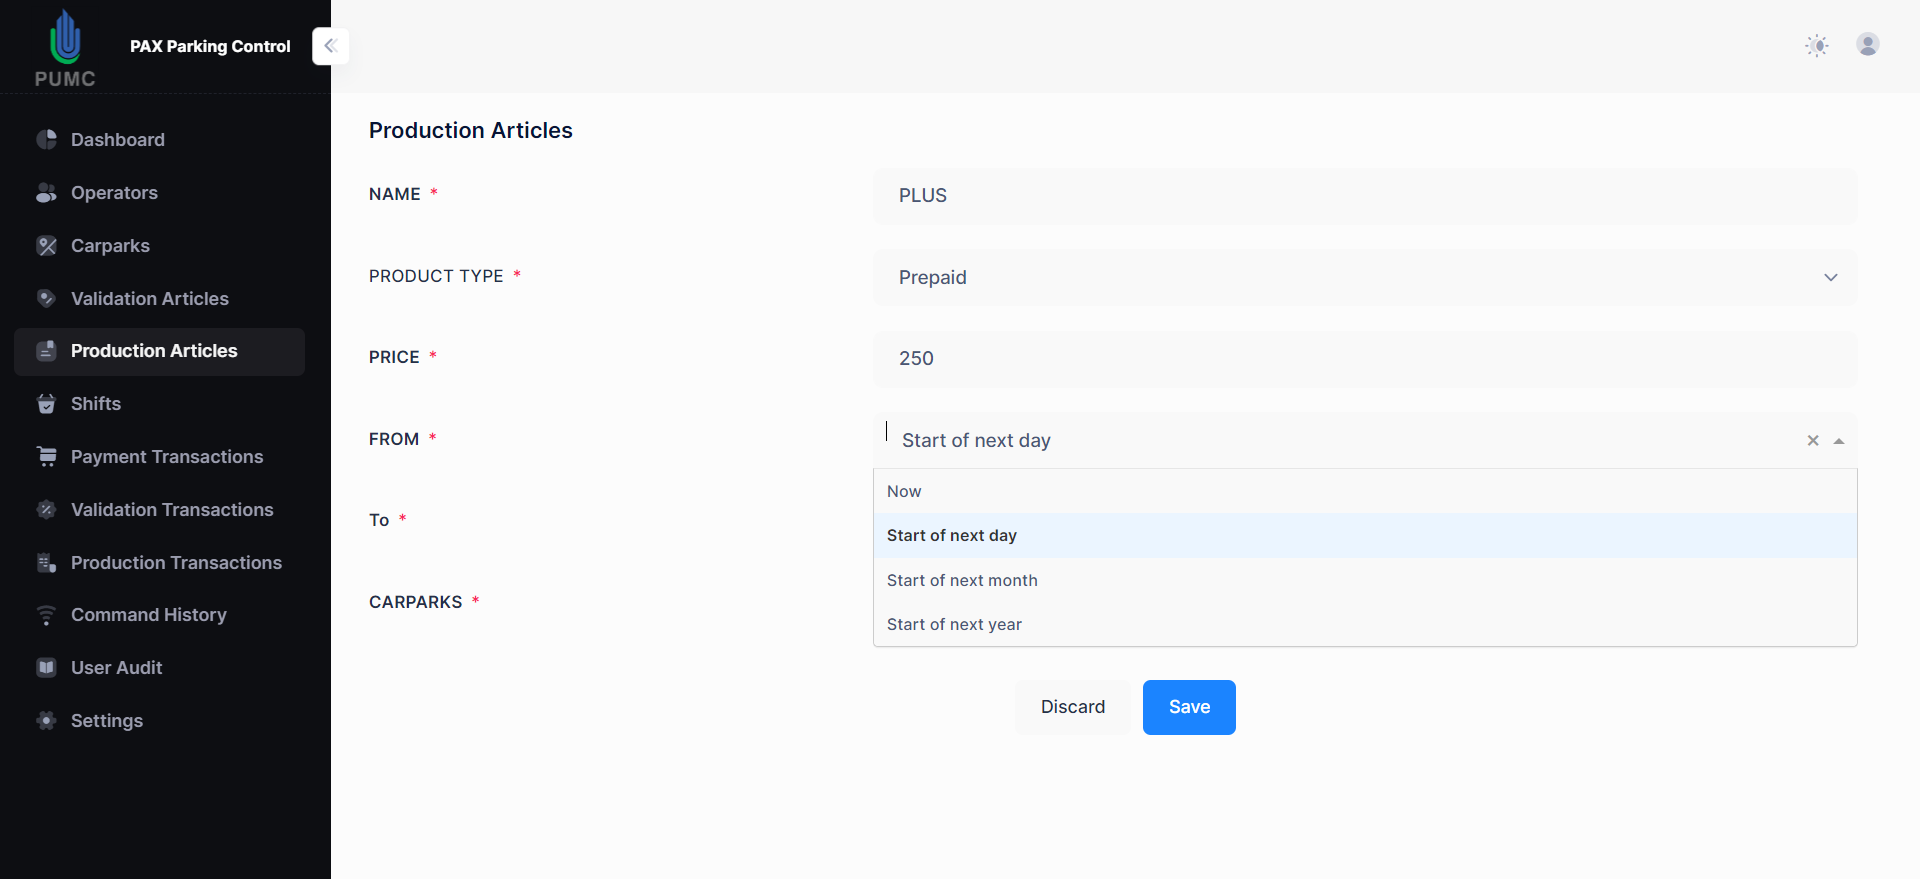 PUMC
PAX Parking Control
Dashboard
Operators
Carparks
Validation Articles
Production Articles
Shifts
Payment Transactions
Validation Transactions
Production Transactions
Command History
User Audit
Settings
Production Articles
NAME *
PLUS
PRODUCT TYPE *
Prepaid
PRICE *
250
FROM *
Start of next day
Now
Start of next day
Start of next month
Start of next year
To *
CARPARKS *
Discard
Save